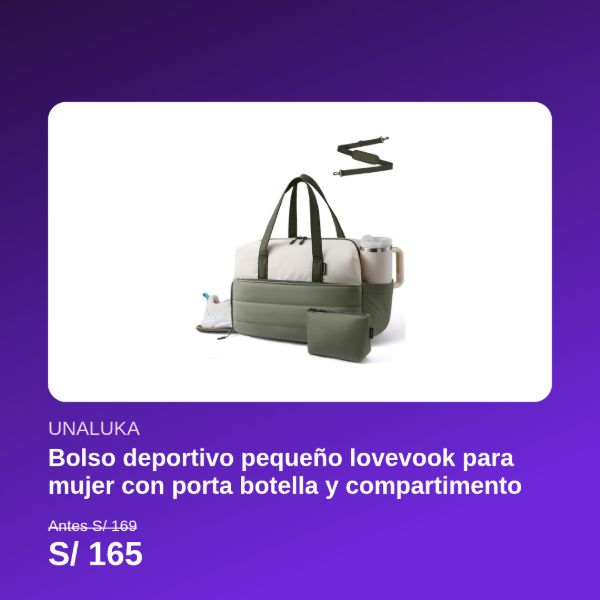 UNALUKA
Bolso deportivo pequeño lovevook para
mujer con porta botella y compartimento
Antes S/ 169
S/ 165